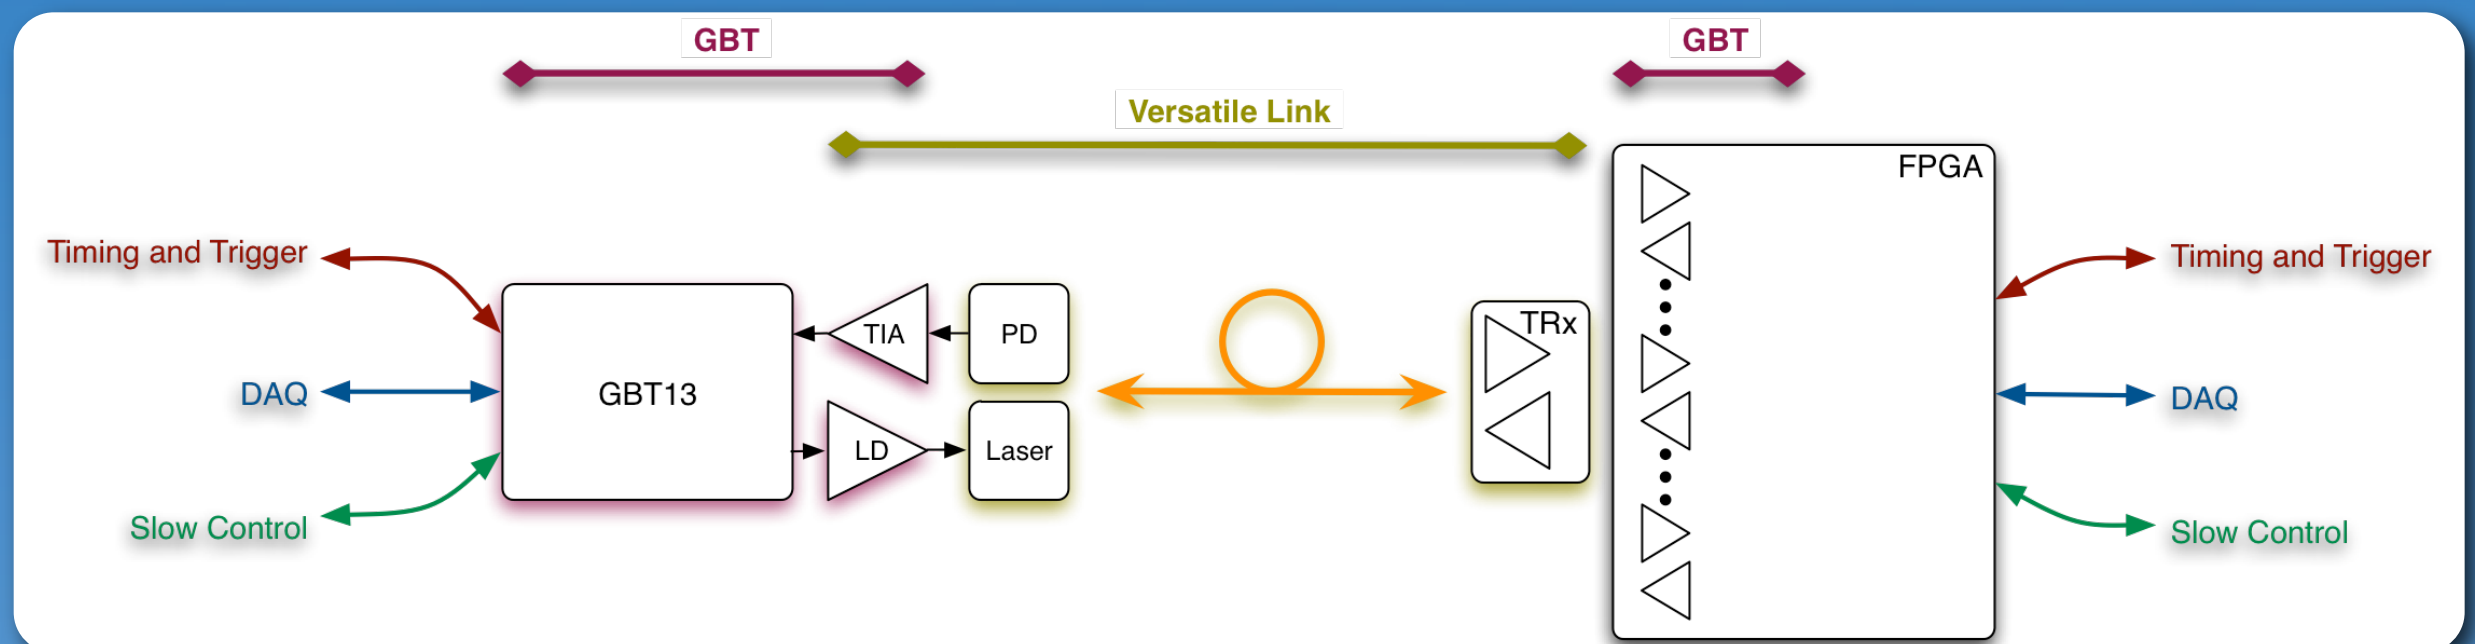 GBT
GBT
Versatile Link
FPGA
Timing and Trigger
Timing and Trigger
TIA
PD
TRx
GBT13
DAQ
DAQ
LD
Laser
Slow Control
Slow Control